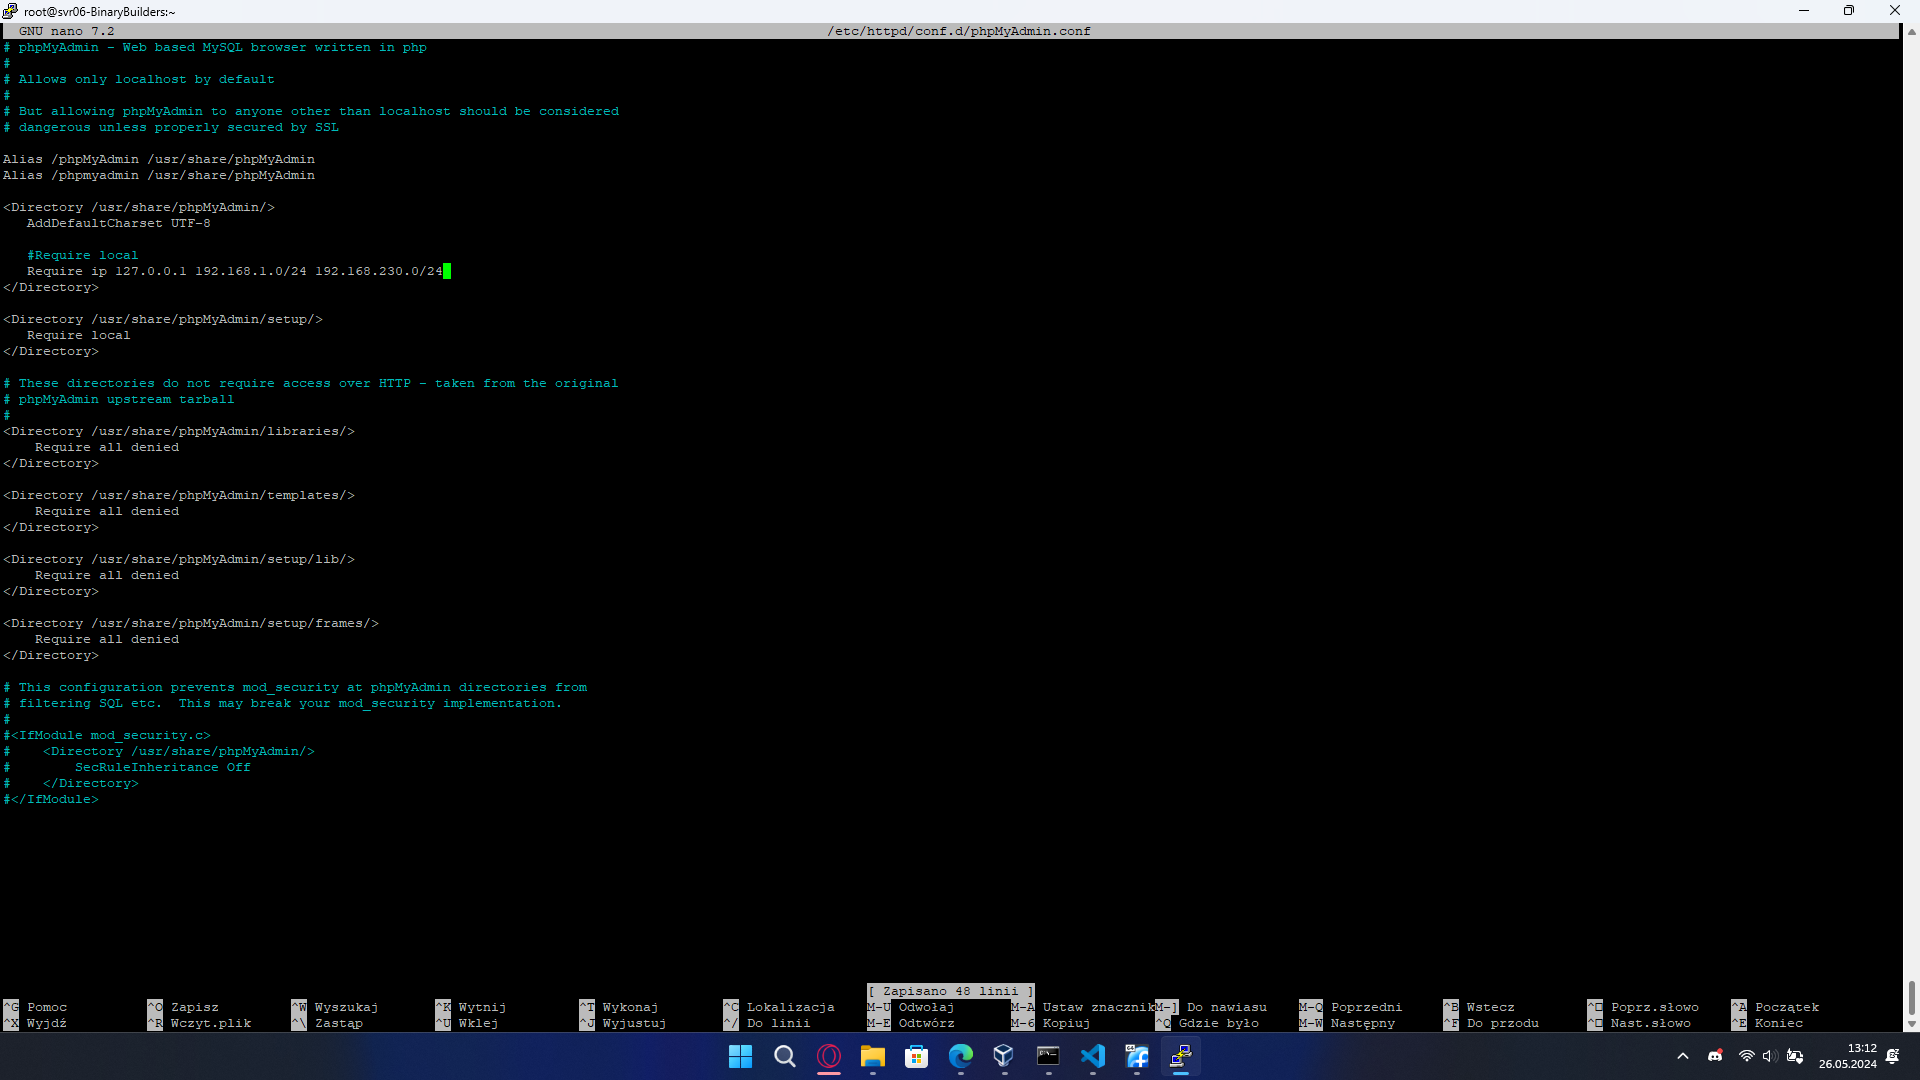 root@svr06-BinaryBuilders:~
GNU nano 7.2 /etc/httpd/conf.d/phpMyAdmin.conf
# phpMyAdmin - Web based MySQL browser written in php
#
# Allows only localhost by default
#
# But allowing phpMyAdmin to anyone other than localhost should be considered
# dangerous unless properly secured by SSL
Alias /phpMyAdmin /usr/share/phpMyAdmin
Alias /phpmyadmin /usr/share/phpMyAdmin
<Directory /usr/share/phpMyAdmin/>
AddDefaultCharset UTF-8
#Require local
Require ip 127.0.0.1 192.168.1.0/24 192.168.230.0/24
</Directory>
<Directory /usr/share/phpMyAdmin/setup/>
Require local
</Directory>
# These directories do not require access over HTTP - taken from the original
# phpMyAdmin upstream tarball
#
<Directory /usr/share/phpMyAdmin/libraries/>
Require all denied
</Directory>
<Directory /usr/share/phpMyAdmin/templates/>
Require all denied
</Directory>
<Directory /usr/share/phpMyAdmin/setup/lib/>
Require all denied
</Directory>
<Directory /usr/share/phpMyAdmin/setup/frames/>
Require all denied
</Directory>
# This configuration prevents mod_security at phpMyAdmin directories from
# filtering SQL etc.  This may break your mod_security implementation.
#
#<IfModule mod_security.c>
#    <Directory /usr/share/phpMyAdmin/>
#        SecRuleInheritance Off
#    </Directory>
#</IfModule>
[ Zapisano 48 linii ]
^G Pomoc ^O Zapisz ^W Wyszukaj ^K Wytnij ^T Wykonaj ^C Lokalizacja M-U Odwołaj M-A Ustaw znacznik M-] Do nawiasu M-Q Poprzedni ^B Wstecz ^□ Poprz.słowo ^A Początek
^X Wyjdź ^R Wczyt.plik ^\ Zastąp ^U Wklej ^J Wyjustuj ^/ Do linii M-E Odtwórz M-6 Kopiuj ^Q Gdzie było M-W Następny ^F Do przodu ^□ Nast.słowo ^E Koniec
13:12
26.05.2024